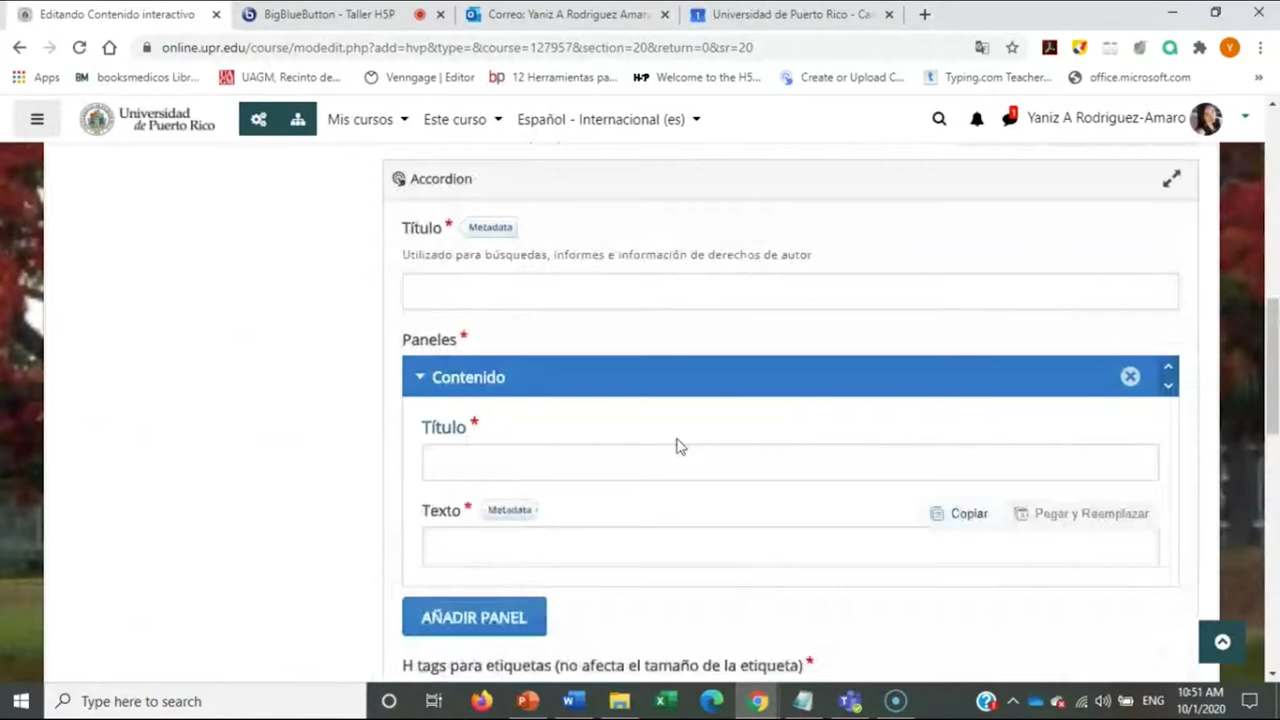 Editando Contenido interactivo
BigBlueButton - Taller H5P
Correo: Yaniz A Rodriguez Amar
Universidad de Puerto Rico - Ca
online.upr.edu/course/modedit.php?add=hvp&type=&course=127957&section=20&return=0&sr=20
Apps
BM booksmedicos Libr...
UAGM, Recinto de...
Venngage | Editor
bp 12 Herramientas pa...
H-P Welcome to the H5...
Create or Upload C...
Typing.com Teacher...
office.microsoft.com
»
Universidad
de Puerto Rico
Mis cursos
Este curso
Español - Internacional (es)
1
Yaniz A Rodriguez-Amaro
Accordion
Título * Metadata
Utilizado para búsquedas, informes e información de derechos de autor
Paneles *
Contenido
Título *
Texto * Metadata
Copiar
Pegar y Reemplazar
AÑADIR PANEL
H tags para etiquetas (no afecta el tamaño de la etiqueta) *
Type here to search
ENG
10:51 AM
10/1/2020